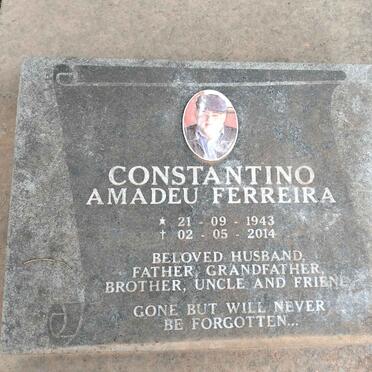 CONSTANTINO
AMADEU FERREIRA
★ 21 - 09 - 1943
† 02 - 05 - 2014
BELOVED HUSBAND,
FATHER, GRANDFATHER,
BROTHER, UNCLE AND FRIEND
GONE BUT WILL NEVER
BE FORGOTTEN...